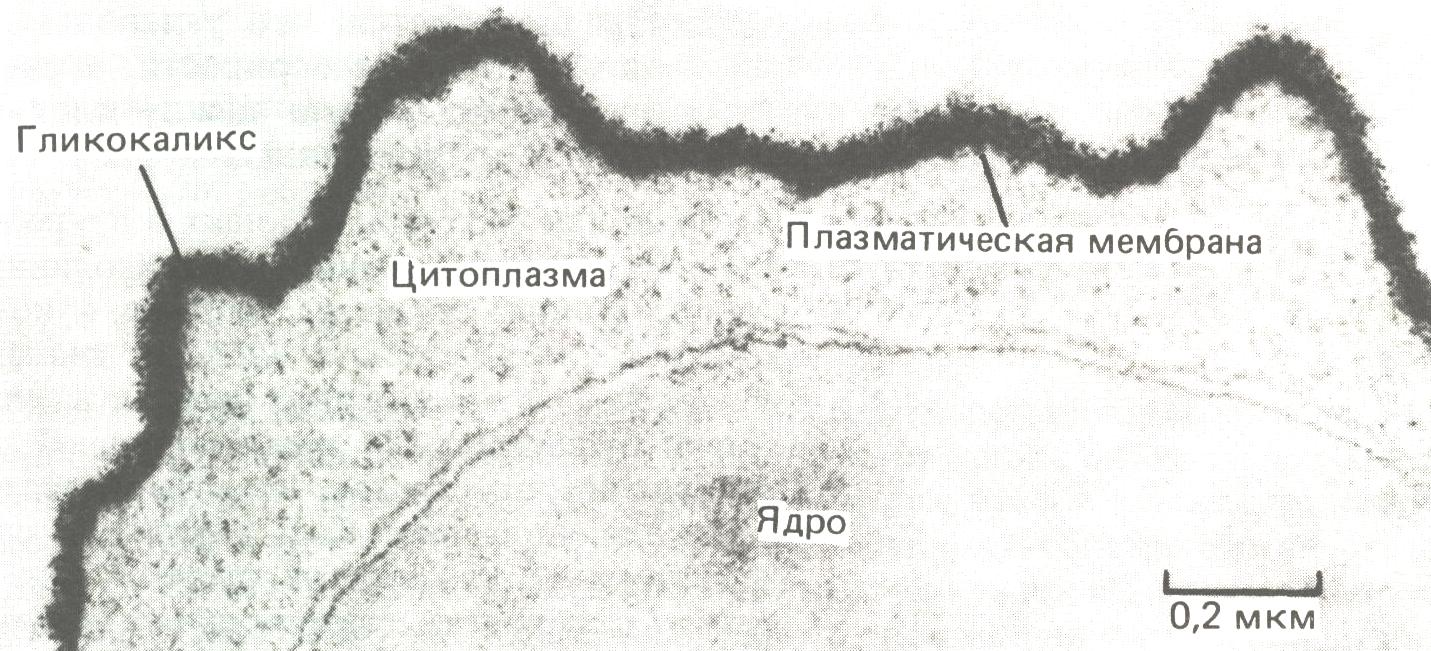 Гликокаликс
Плазматическая мембрана
Цитоплазма
Ядро
0,2 мкм